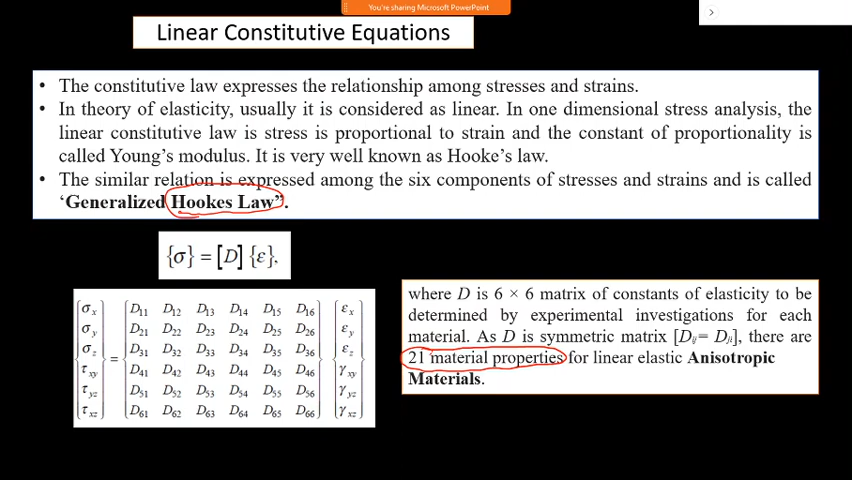 You're sharing Microsoft PowerPoint
Linear Constitutive Equations
• The constitutive law expresses the relationship among stresses and strains.
• In theory of elasticity, usually it is considered as linear. In one dimensional stress analysis, the
linear constitutive law is stress is proportional to strain and the constant of proportionality is
called Young's modulus. It is very well known as Hooke's law.
• The similar relation is expressed among the six components of stresses and strains and is called
‘Generalized Hookes Law”.
{σ} = [D] {ε},
where D is 6 × 6 matrix of constants of elasticity to be
determined by experimental investigations for each
material. As D is symmetric matrix [Dij= Dji], there are
21 material properties for linear elastic Anisotropic
Materials.
σx D11 D12 D13 D14 D15 D16 εx
σy D21 D22 D23 D24 D25 D26 εy
σz D31 D32 D33 D34 D35 D36 εz
τxy = D41 D42 D43 D44 D45 D46 γxy
τyz D51 D52 D53 D54 D55 D56 γyz
τxz D61 D62 D63 D64 D65 D66 γxz